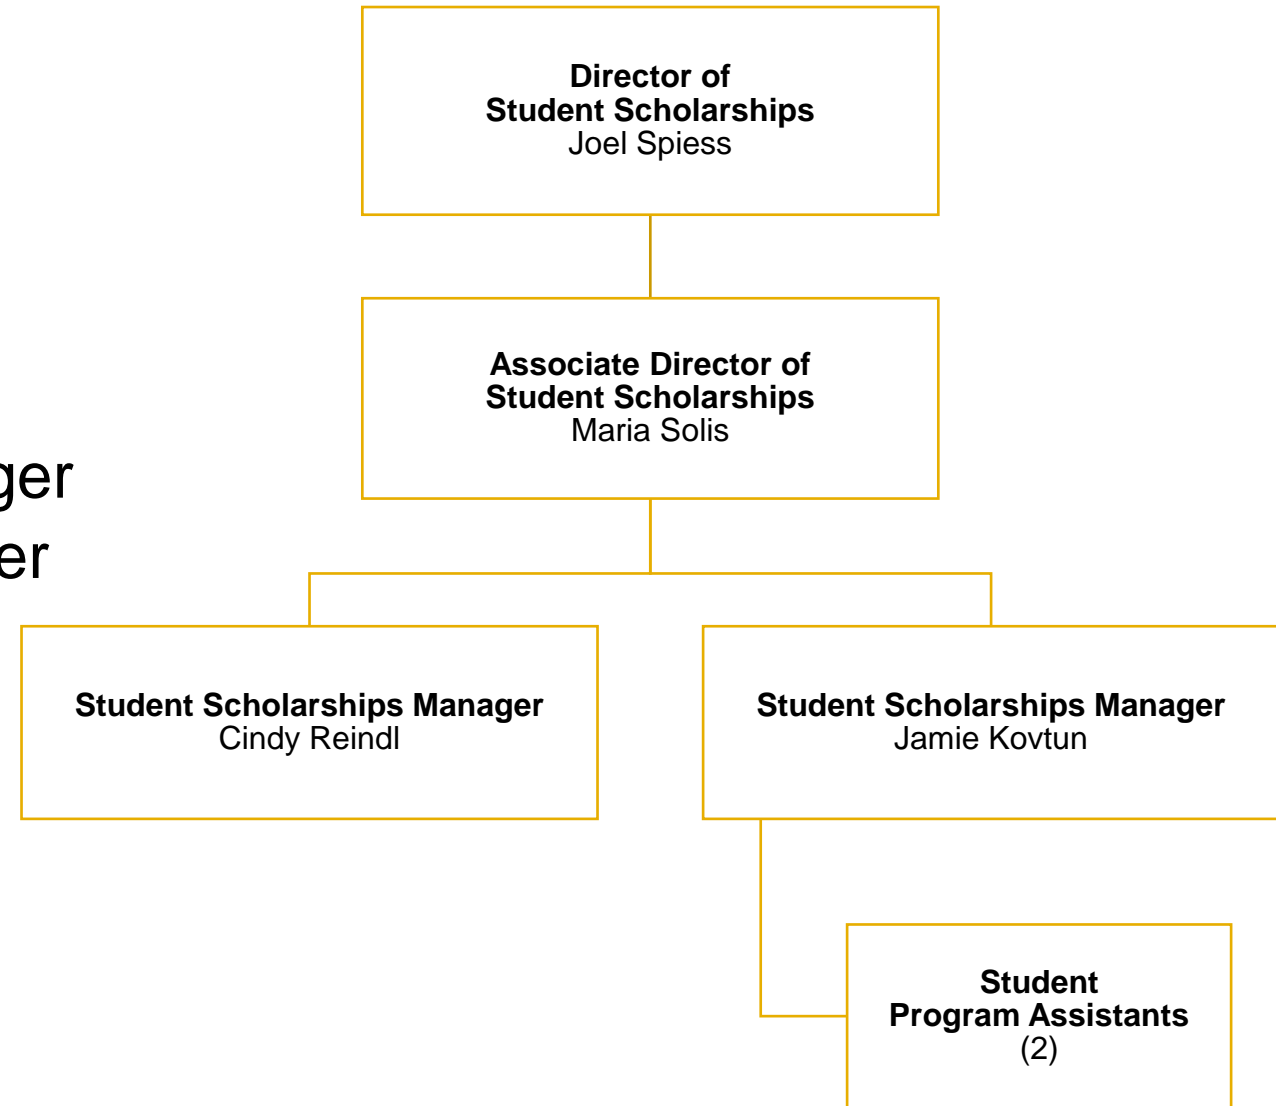 Director of
Student Scholarships
Joel Spiess
Associate Director of
Student Scholarships
Maria Solis
Student Scholarships Manager
Cindy Reindl
Student Scholarships Manager
Jamie Kovtun
Student
Program Assistants
(2)